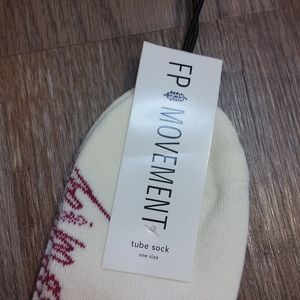 FP MOVEMENT
tube sock
one size